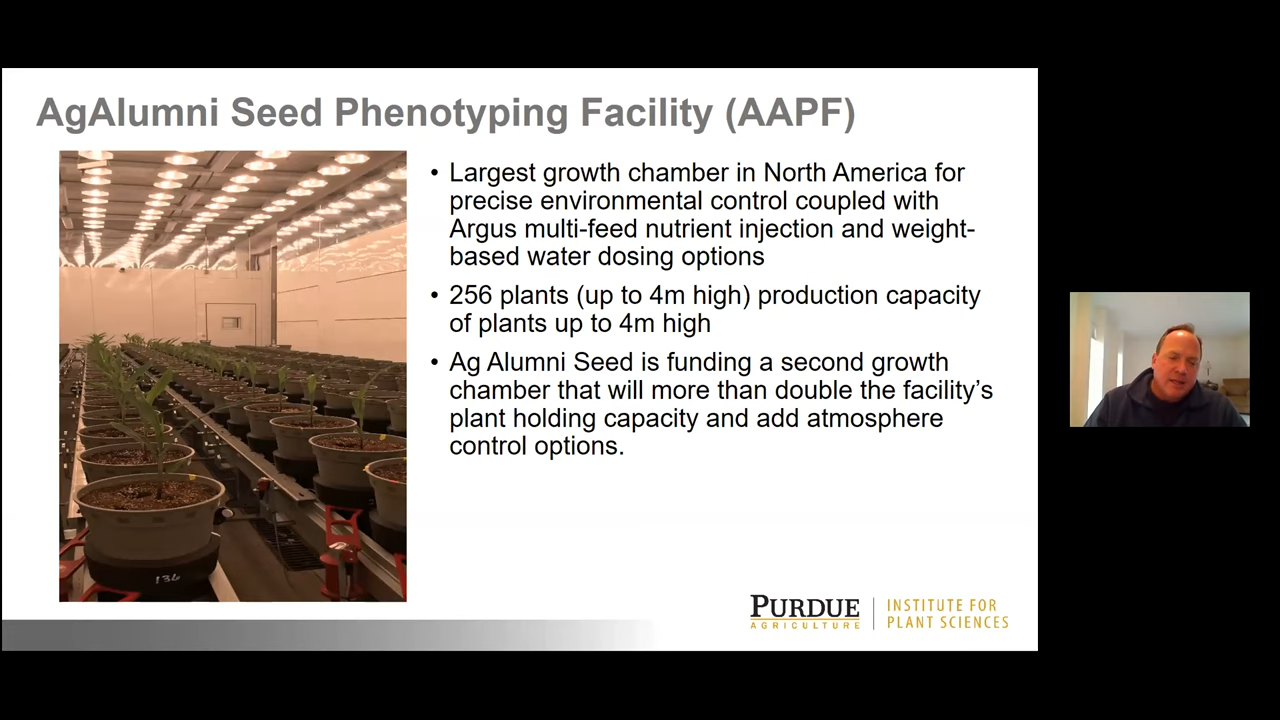 AgAlumni Seed Phenotyping Facility (AAPF)
• Largest growth chamber in North America for
precise environmental control coupled with
Argus multi-feed nutrient injection and weight-
based water dosing options
• 256 plants (up to 4m high) production capacity
of plants up to 4m high
• Ag Alumni Seed is funding a second growth
chamber that will more than double the facility’s
plant holding capacity and add atmosphere
control options.
136
PURDUE
AGRICULTURE
INSTITUTE FOR
PLANT SCIENCES